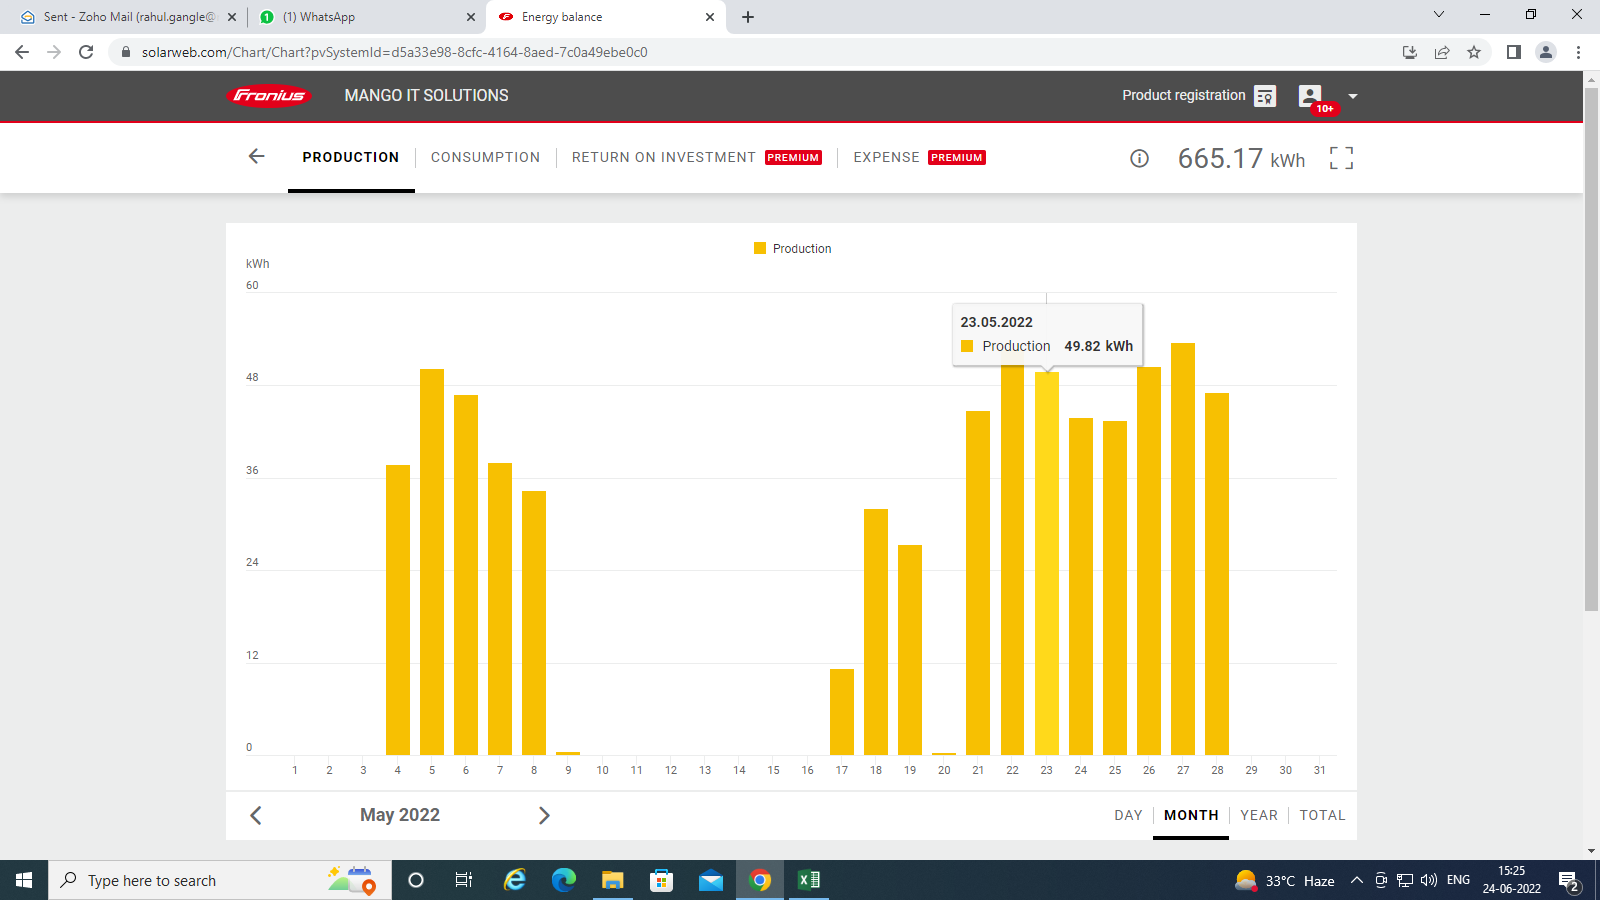 Sent - Zoho Mail (rahul.gangle@
(1) WhatsApp
Energy balance
solarweb.com/Chart/Chart?pvSystemId=d5a33e98-8cfc-4164-8aed-7c0a49ebe0c0
Fronius
MANGO IT SOLUTIONS
Product registration
10+
PRODUCTION
CONSUMPTION
RETURN ON INVESTMENT PREMIUM
EXPENSE PREMIUM
665.17 kWh
Production
kWh
60
23.05.2022
Production 49.82 kWh
48
36
24
12
0
1 2 3 4 5 6 7 8 9 10 11 12 13 14 15 16 17 18 19 20 21 22 23 24 25 26 27 28 29 30 31
May 2022
DAY MONTH YEAR TOTAL
Type here to search
33°C Haze
ENG
15:25
24-06-2022
2